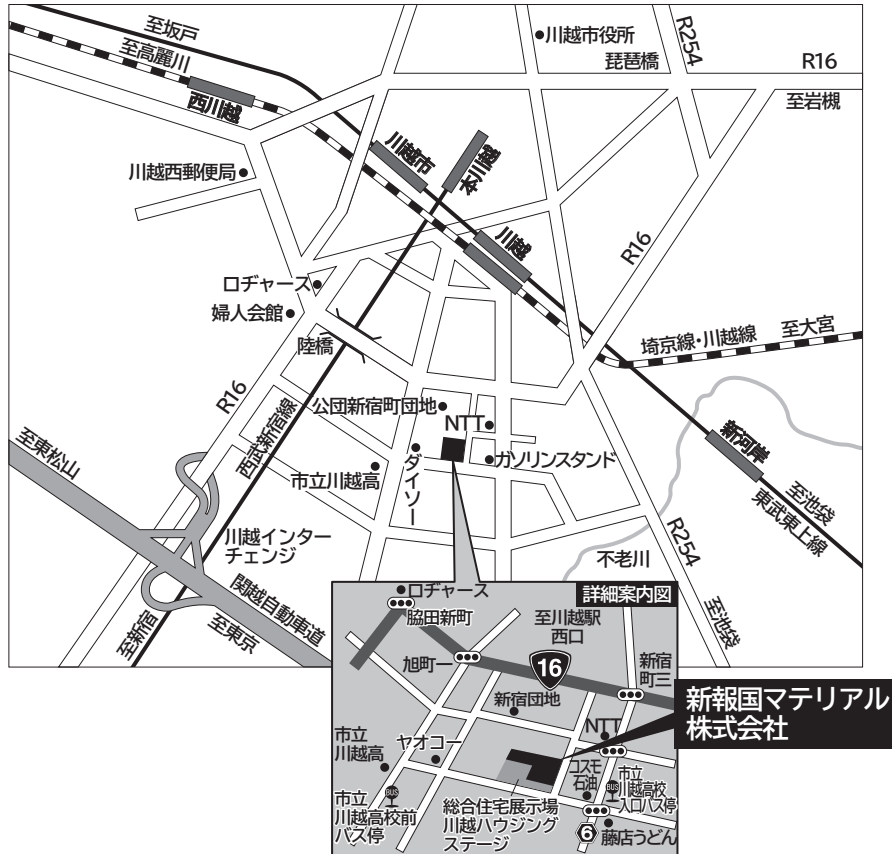 至坂戸
至高麗川
西川越
川越市役所
琵琶橋
R254
R16
至岩槻
川越市
本川越
川越西郵便局
川越
R16
ロヂャース
婦人会館
陸橋
埼京線・川越線
至大宮
R16
西武新宿線
公団新宿町団地
NTT
ダイソー
ガソリンスタンド
市立川越高
新河岸
至池袋
東武東上線
至東松山
川越インター
チェンジ
関越自動車道
至東京
至新宿
不老川
R254
至池袋
詳細案内図
ロヂャース
脇田新町
至川越駅
西口
旭町一
16
新宿
町三
新宿団地
NTT
新報国マテリアル
株式会社
市立
川越高
ヤオコー
コスモ
石油
BUS
市立
川越高校
入口バス停
BUS
市立
川越高校前
バス停
総合住宅展示場
川越ハウジング
ステージ
6
藤店うどん